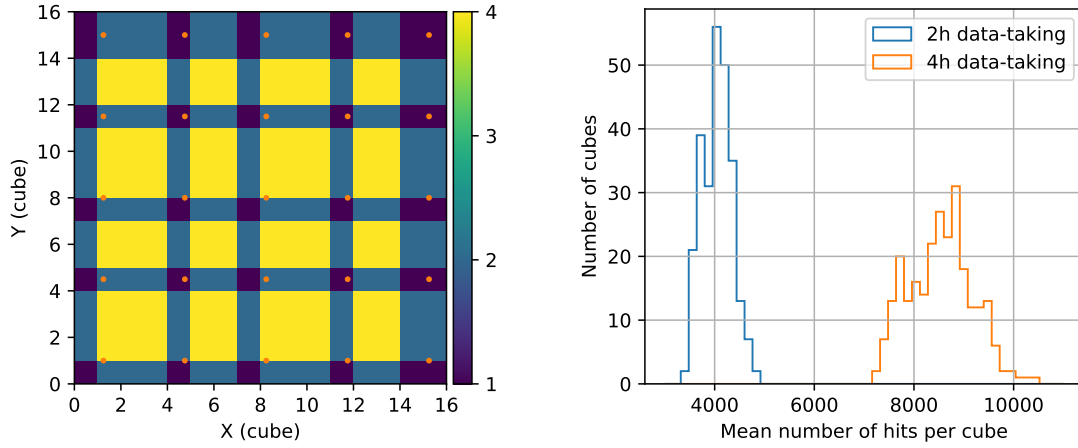 16
14
12
10
8
6
4
2
0
Y (cube)
0 2 4 6 8 10 12 14 16
X (cube)
4
3
2
1
50
40
30
20
10
0
Number of cubes
2h data-taking
4h data-taking
4000 6000 8000 10000
Mean number of hits per cube